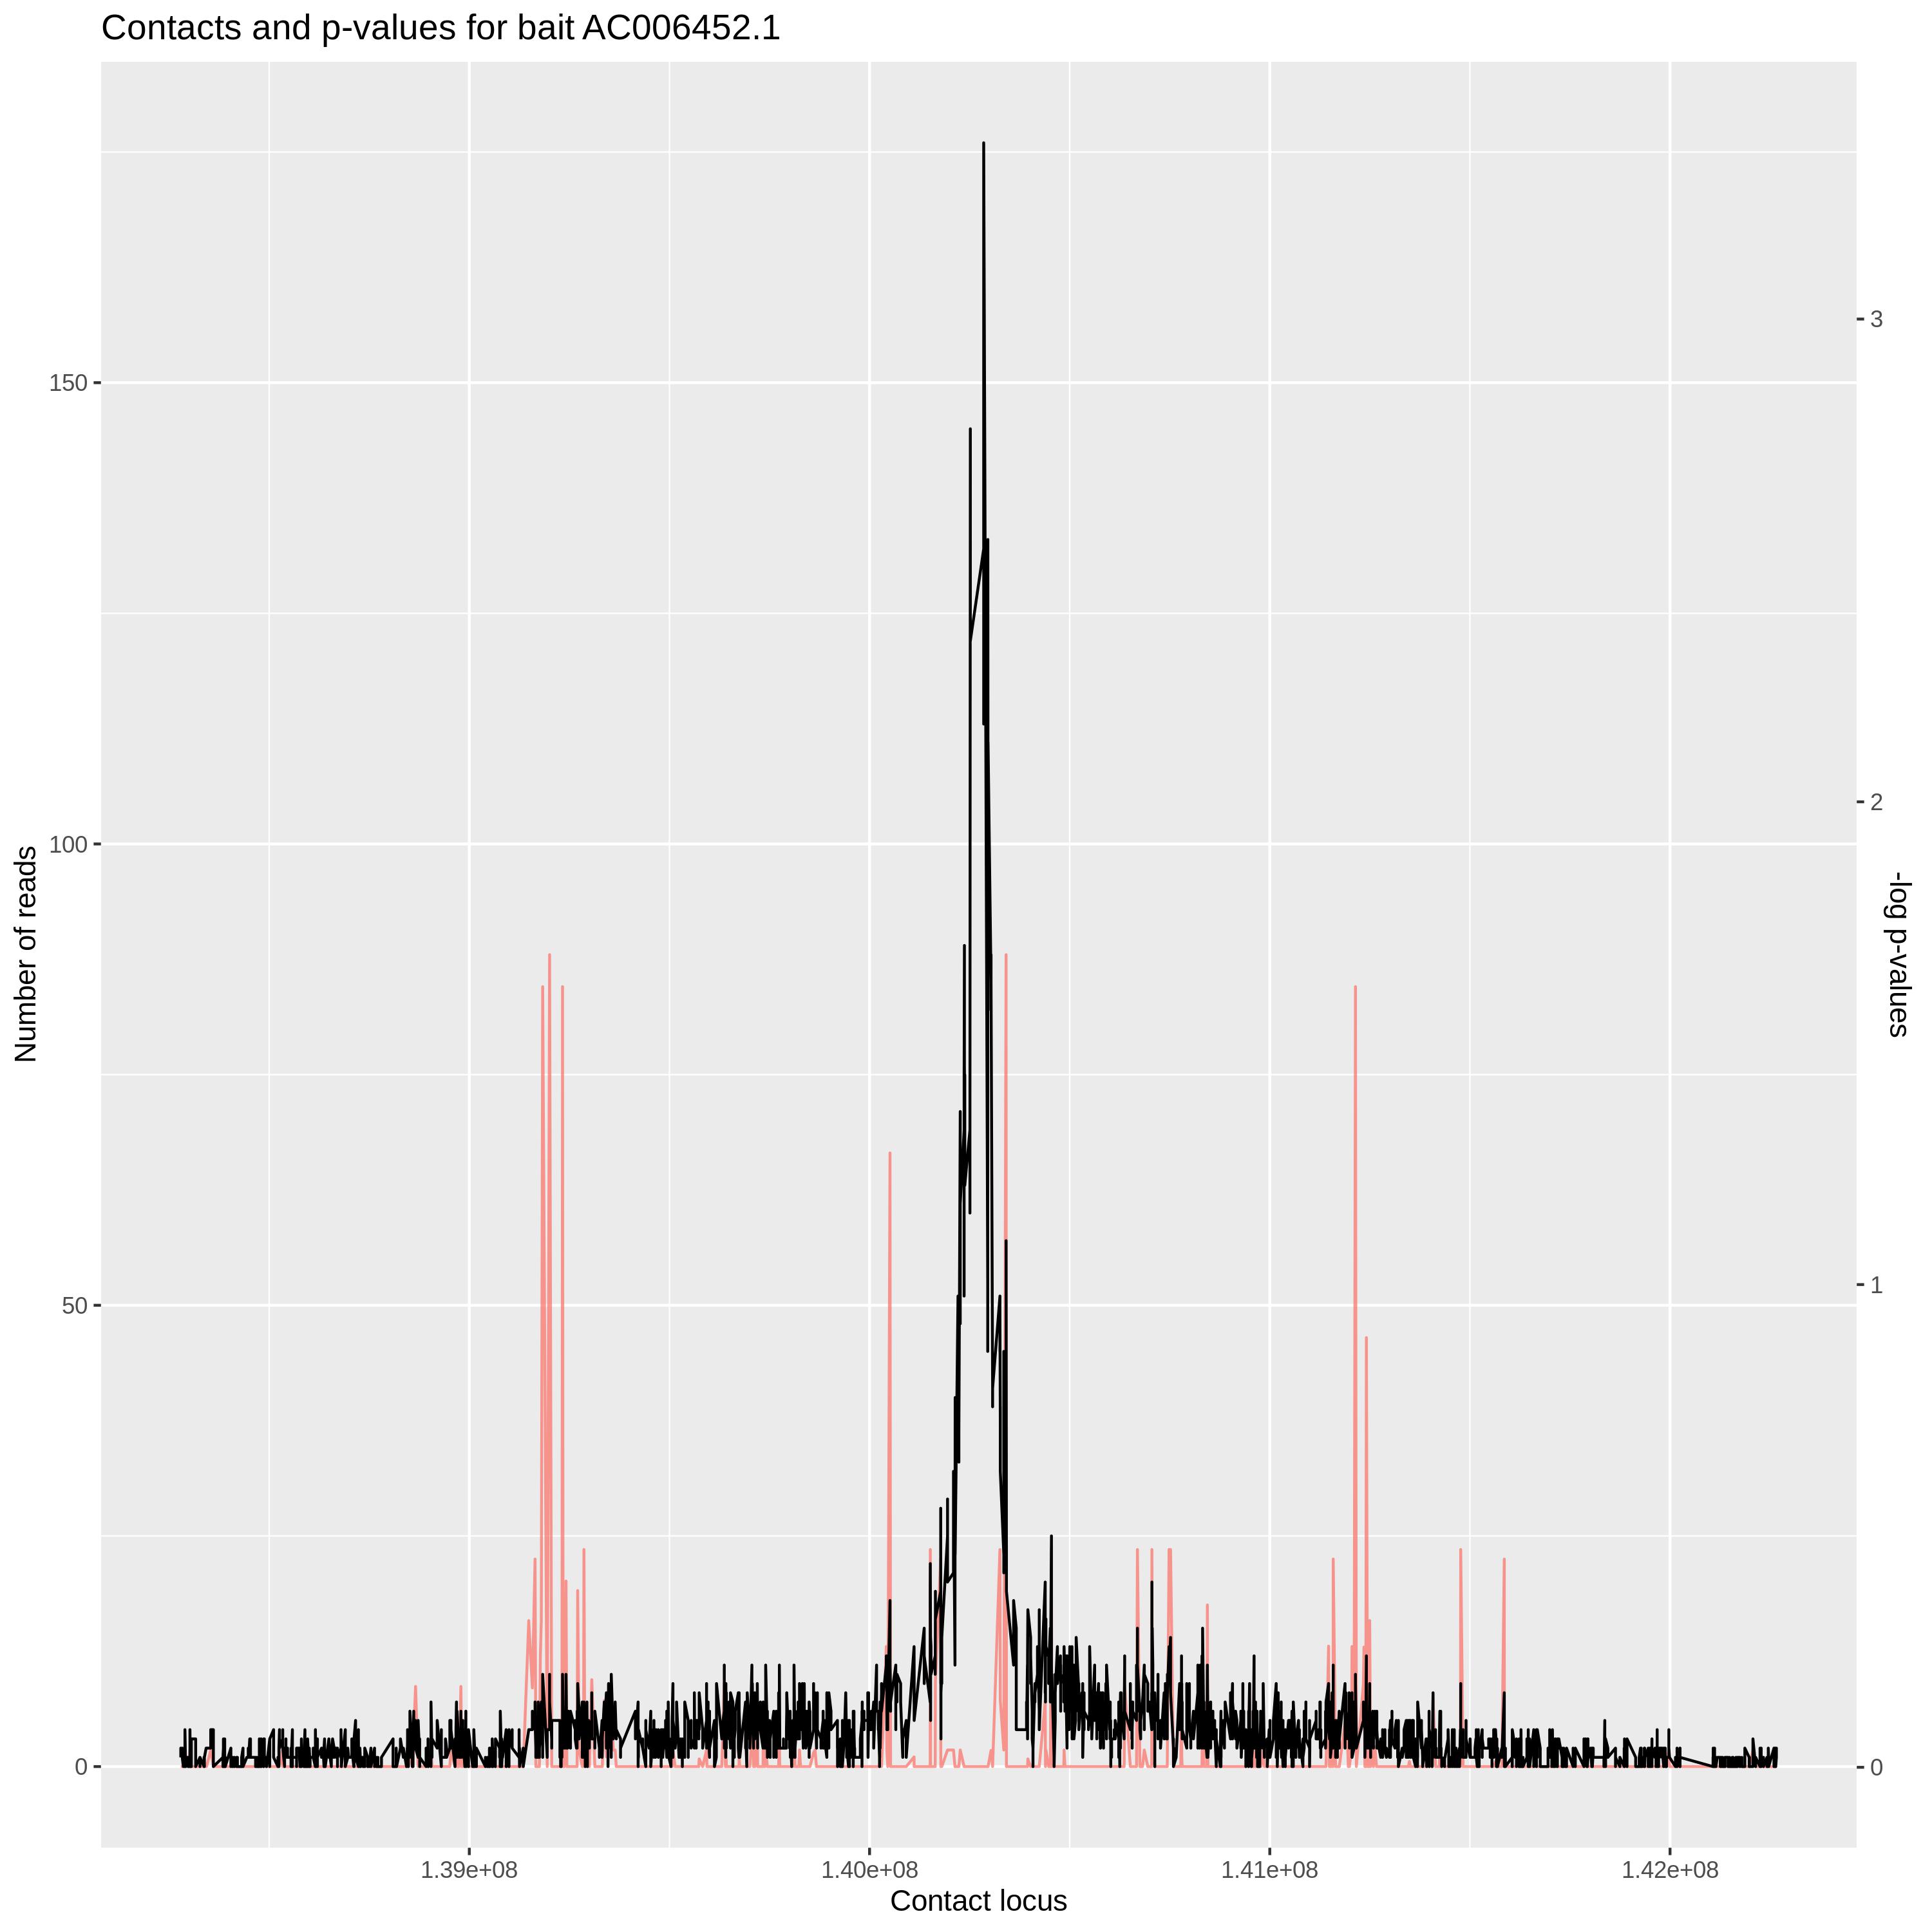 Contacts and p-values for bait AC006452.1
150
100
50
0
Number of reads
3
2
1
0
-log p-values
1.39e+08
1.40e+08
1.41e+08
1.42e+08
Contact locus